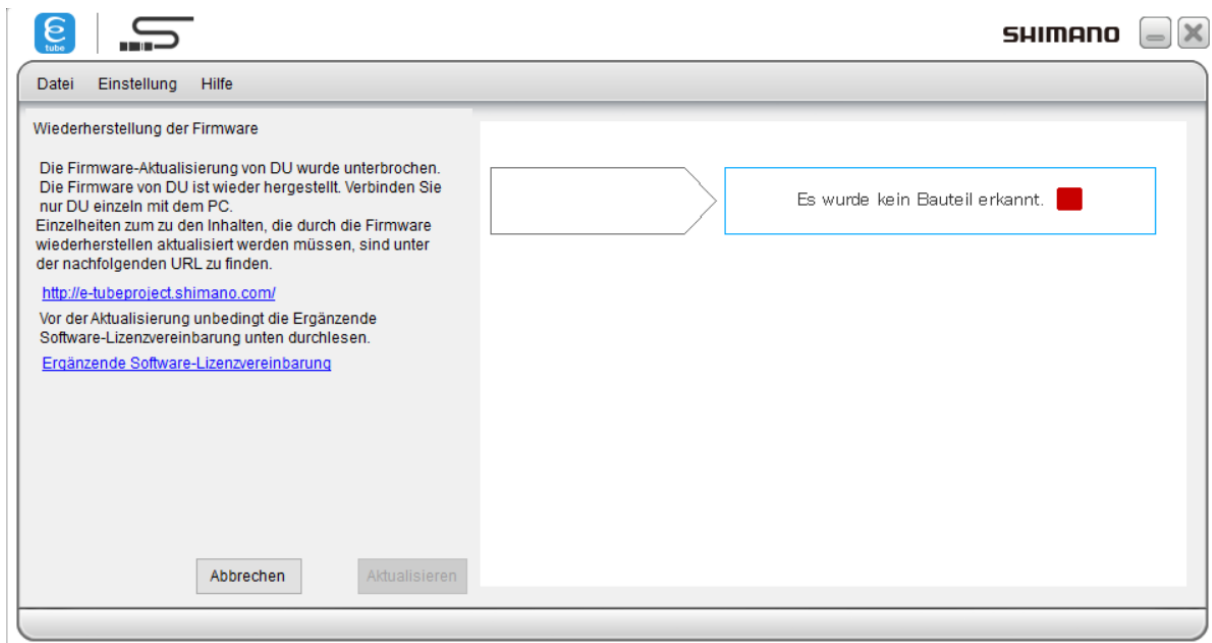 e
tube
S
SHIMANO
Datei Einstellung Hilfe
Wiederherstellung der Firmware
Die Firmware-Aktualisierung von DU wurde unterbrochen.
Die Firmware von DU ist wieder hergestellt. Verbinden Sie
nur DU einzeln mit dem PC.
Einzelheiten zum zu den Inhalten, die durch die Firmware
wiederherstellen aktualisiert werden müssen, sind unter
der nachfolgenden URL zu finden.
http://e-tubeproject.shimano.com/
Vor der Aktualisierung unbedingt die Ergänzende
Software-Lizenzvereinbarung unten durchlesen.
Ergänzende Software-Lizenzvereinbarung
Es wurde kein Bauteil erkannt.
Abbrechen Aktualisieren